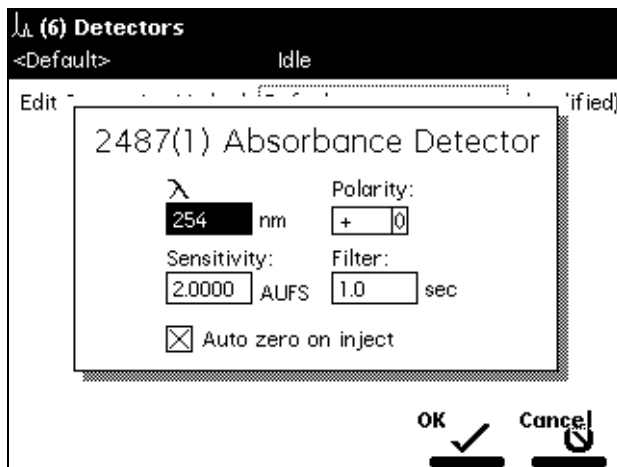 (6) Detectors
<Default> Idle
Edit ified)
2487(1) Absorbance Detector
λ Polarity:
254 nm + 0
Sensitivity: Filter:
2.0000 AUFS 1.0 sec
Auto zero on inject
OK Cancel